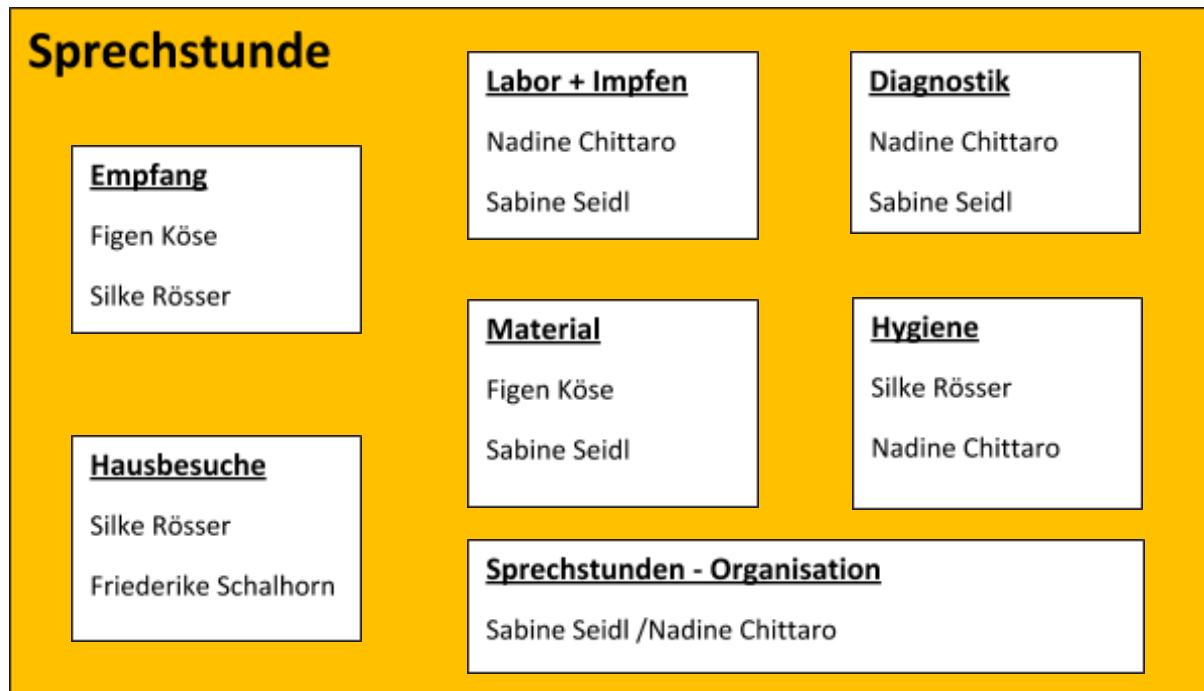 Sprechstunde
Empfang
Figen Köse
Silke Rösser
Hausbesuche
Silke Rösser
Friederike Schalhorn
Labor + Impfen
Nadine Chittaro
Sabine Seidl
Diagnostik
Nadine Chittaro
Sabine Seidl
Material
Figen Köse
Sabine Seidl
Hygiene
Silke Rösser
Nadine Chittaro
Sprechstunden - Organisation
Sabine Seidl /Nadine Chittaro